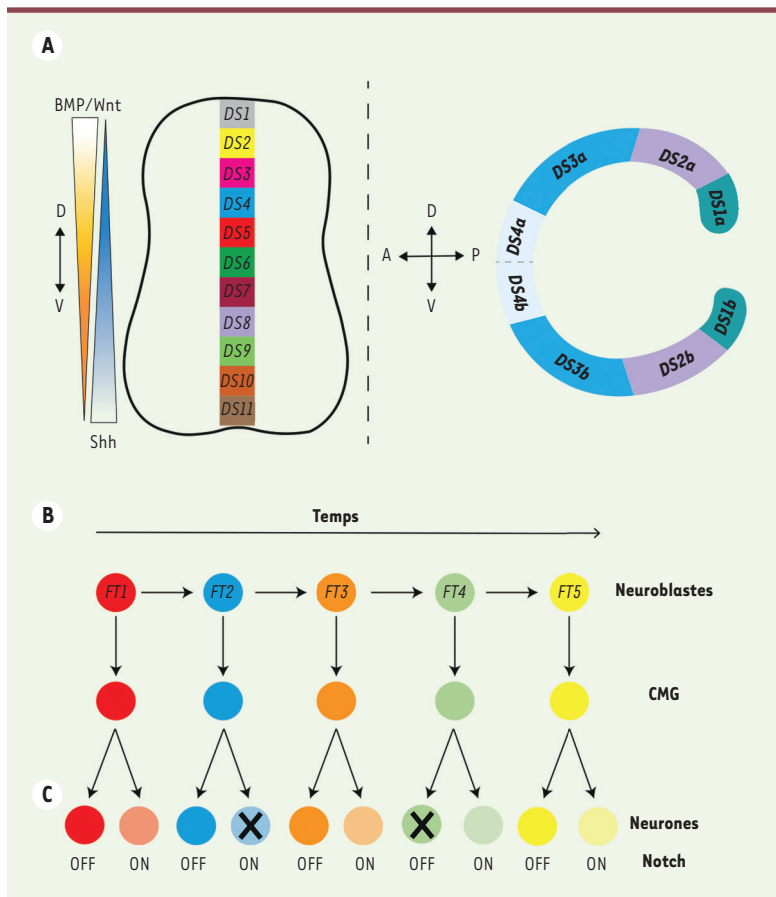 A
BMP/Wnt
D
V
Shh
DS1
DS2
DS3
DS4
DS5
DS6
DS7
DS8
DS9
DS10
DS11
D
A P
V
DS3a
DS2a
DS1a
DS4a
DS4b
DS3b
DS2b
DS1b
B
Temps
FT1 FT2 FT3 FT4 FT5 Neuroblastes
CMG
C
X X Neurones
OFF ON OFF ON OFF ON OFF ON OFF ON Notch